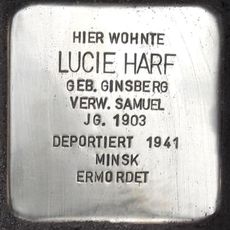 HIER WOHNTE
LUCIE HARF
GEB. GINSBERG
VERW. SAMUEL
JG. 1903
DEPORTIERT 1941
MINSK
ERMORDET